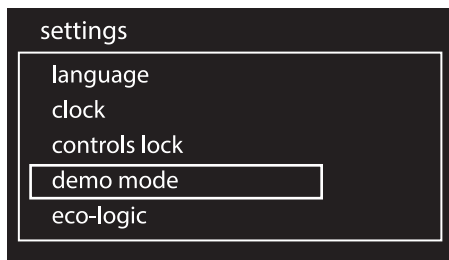 settings
language
clock
controls lock
demo mode
eco-logic